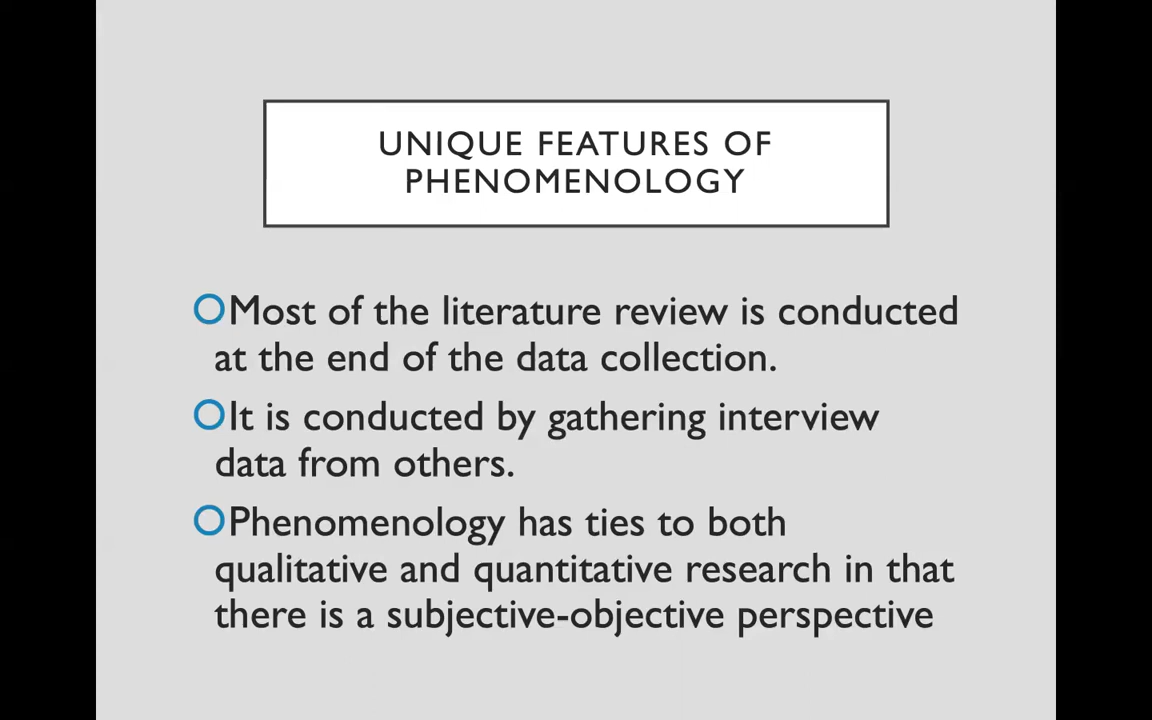 UNIQUE FEATURES OF
PHENOMENOLOGY
Most of the literature review is conducted
at the end of the data collection.
It is conducted by gathering interview
data from others.
Phenomenology has ties to both
qualitative and quantitative research in that
there is a subjective-objective perspective